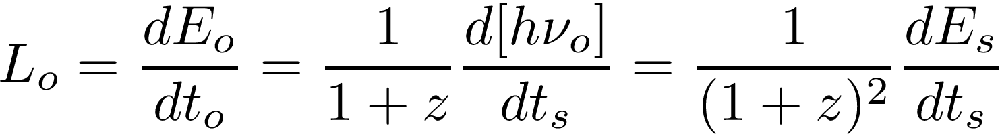 L_o = \frac{dE_o}{dt_o} = \frac{1}{1+z} \frac{d[h\nu_o]}{dt_s} = \frac{1}{(1+z)^2} \frac{dE_s}{dt_s}